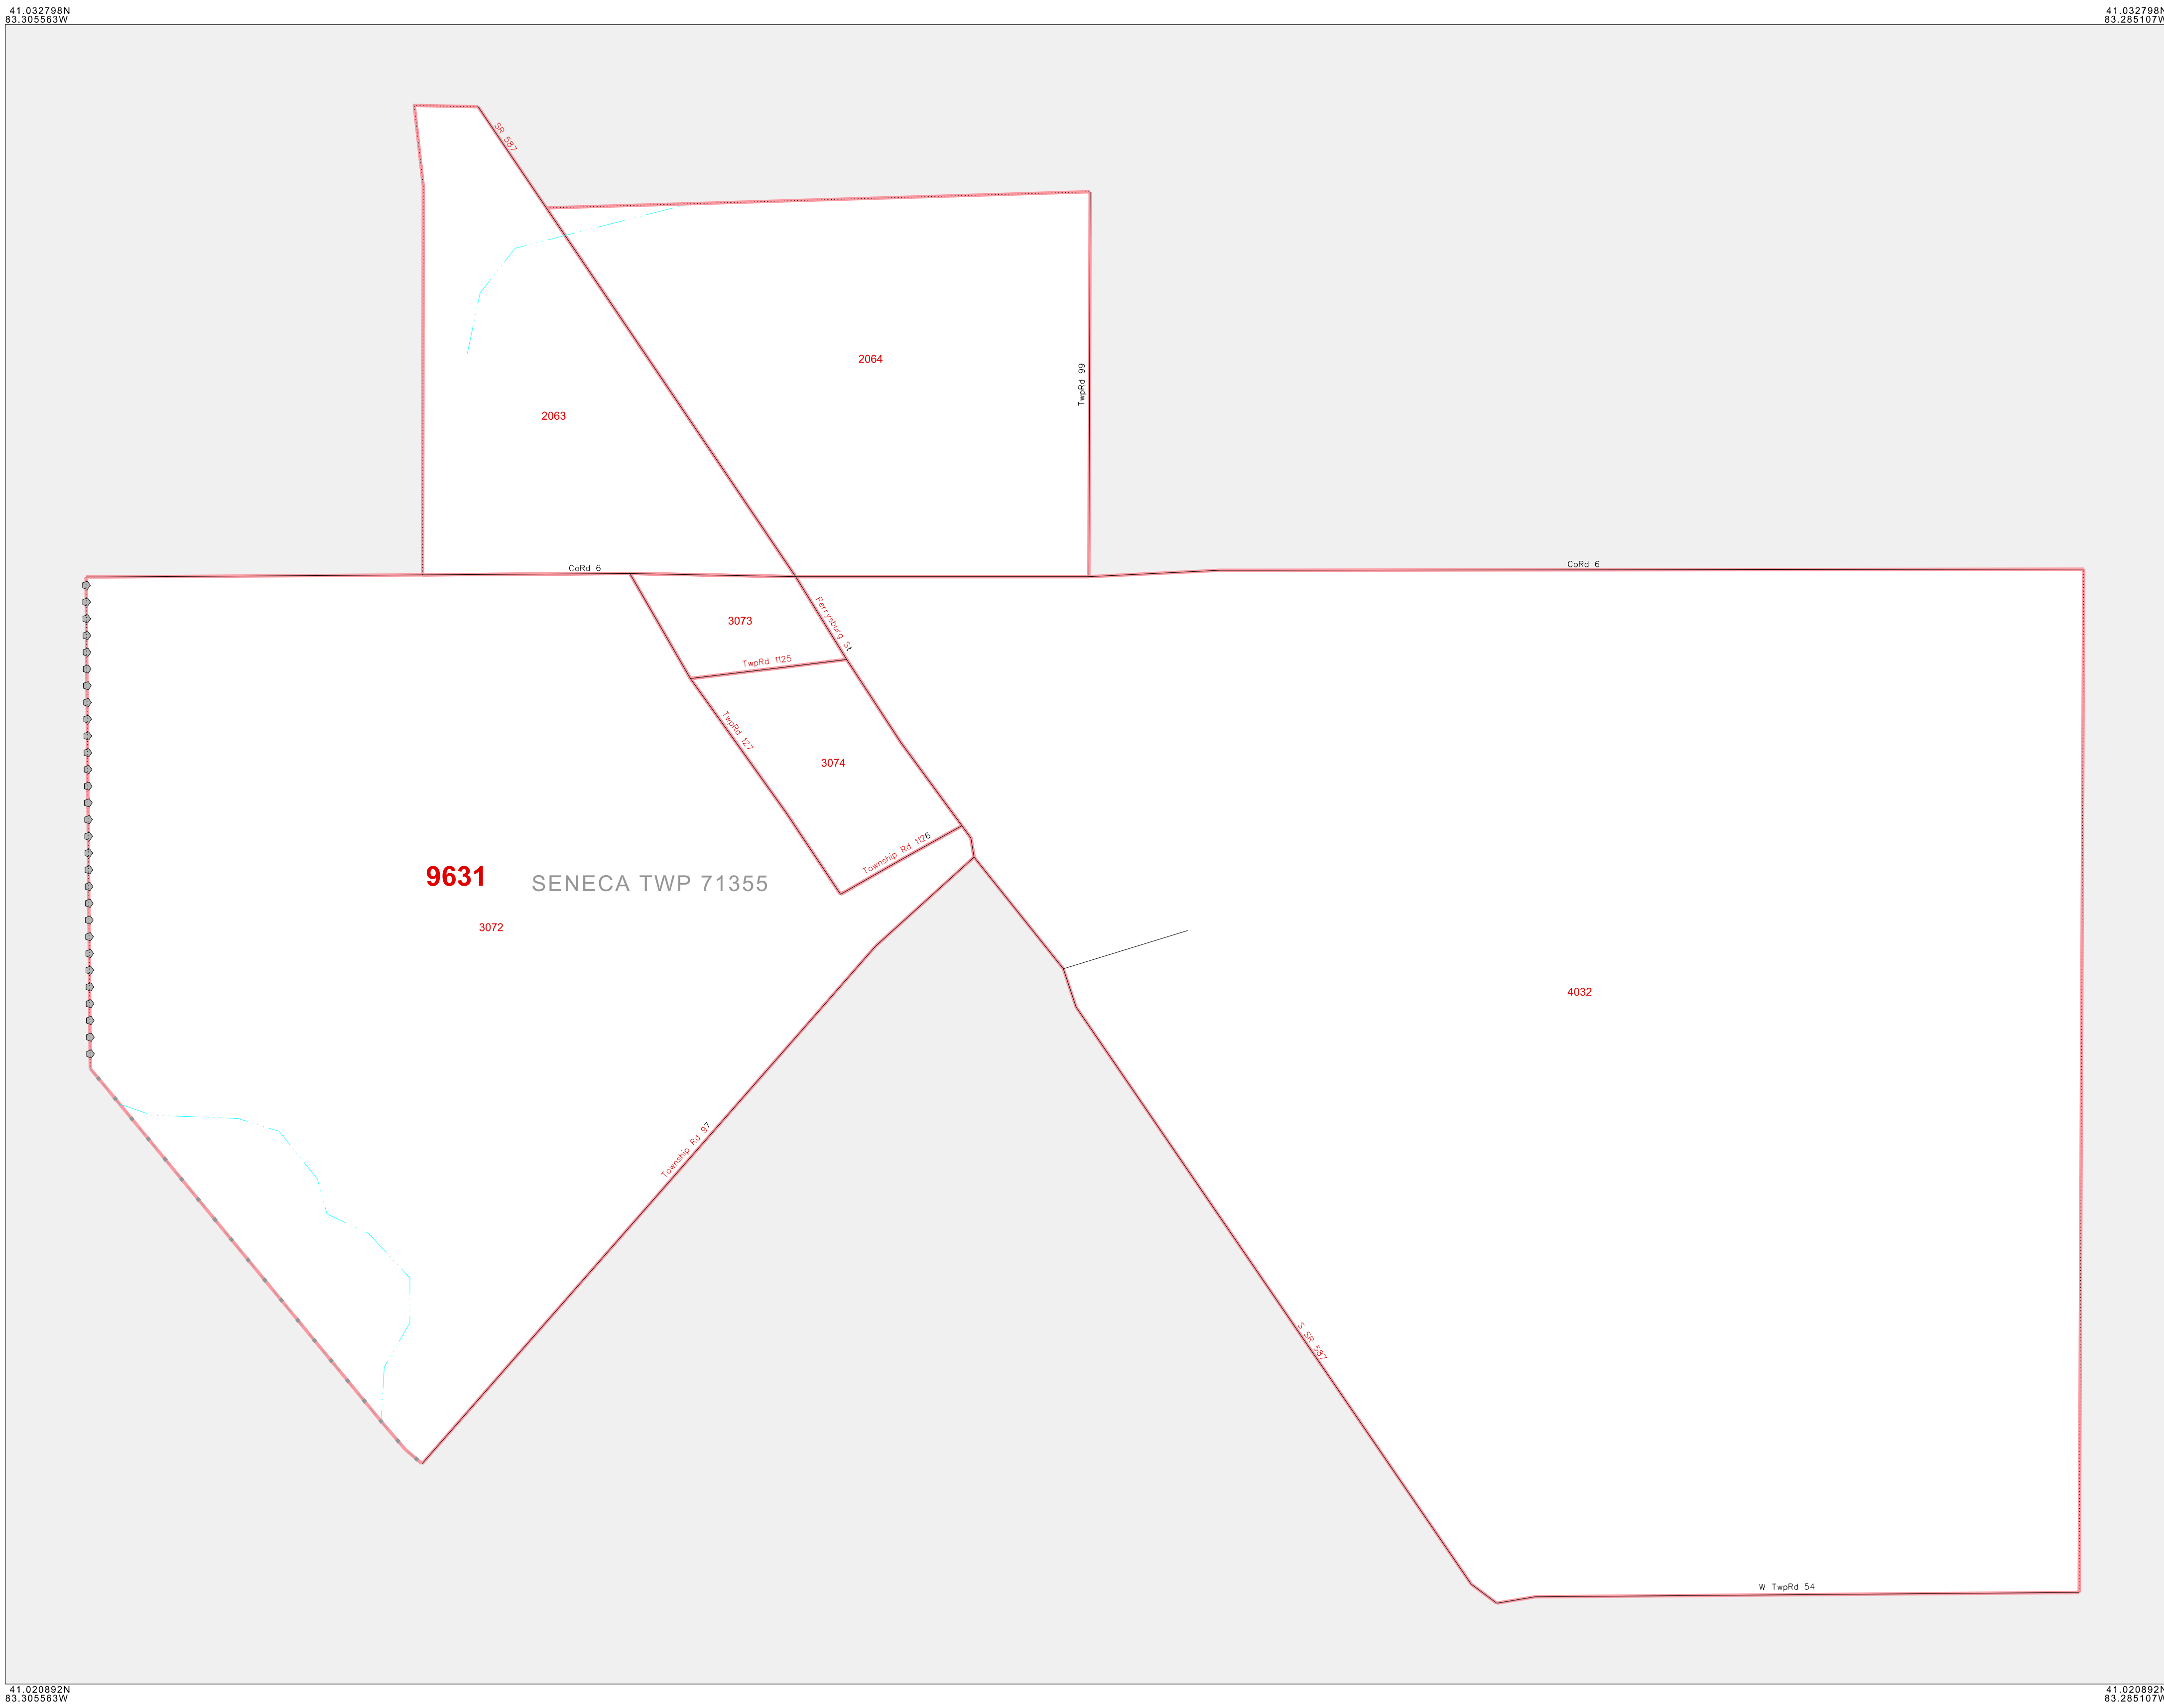 41.032798N
83.305563W
41.032798N
83.285107W
SR 587
2064
TwpRd 99
2063
CoRd 6
CoRd 6
Perrysburg St
3073
TwpRd 1125
TwpRd 127
3074
Township Rd 1126
9631
SENECA TWP 71355
3072
4032
Township Rd 97
S SR 587
W TwpRd 54
41.020892N
83.305563W
41.020892N
83.285107W